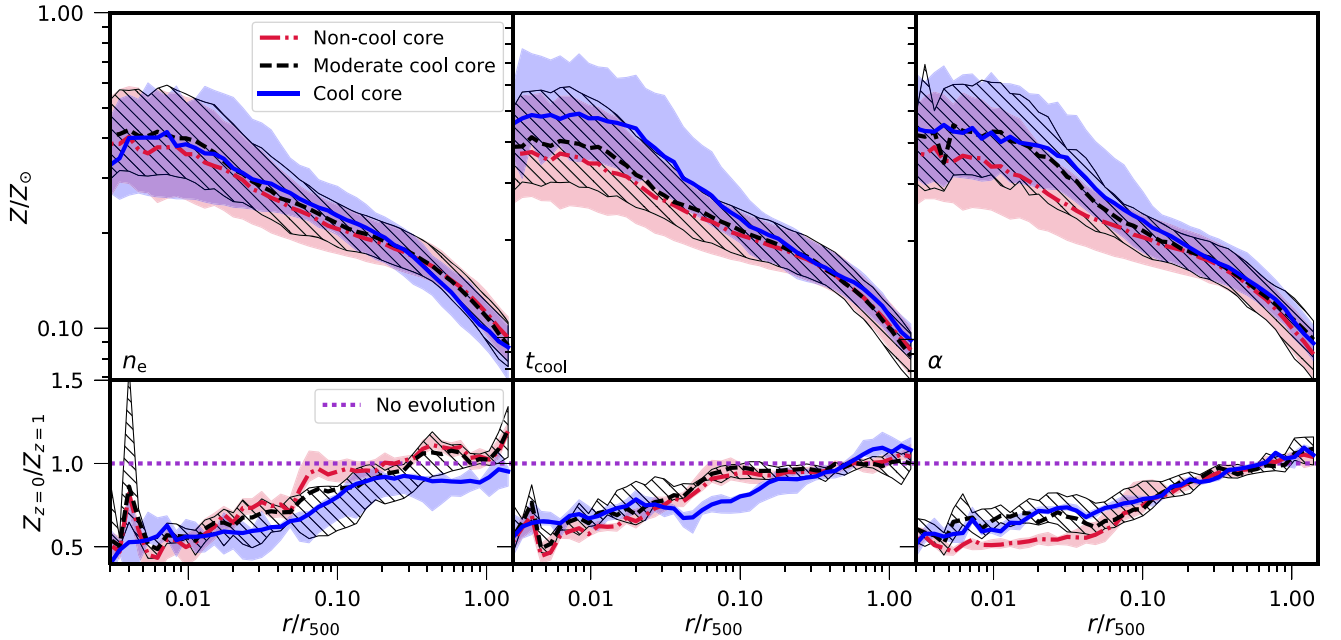 1.00
0.10
Z/Z⊙
Non-cool core
Moderate cool core
Cool core
nₑ
t_cool
α
1.5
1.0
0.5
Z_{z=0}/Z_{z=1}
No evolution
0.01 0.10 1.00
0.01 0.10 1.00
0.01 0.10 1.00
r/r₅₀₀
r/r₅₀₀
r/r₅₀₀